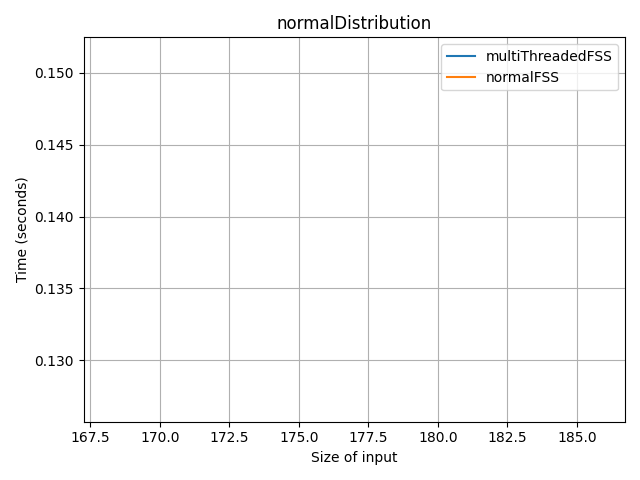 normalDistribution
multiThreadedFSS
normalFSS
0.150
0.145
0.140
0.135
0.130
Time (seconds)
167.5 170.0 172.5 175.0 177.5 180.0 182.5 185.0
Size of input